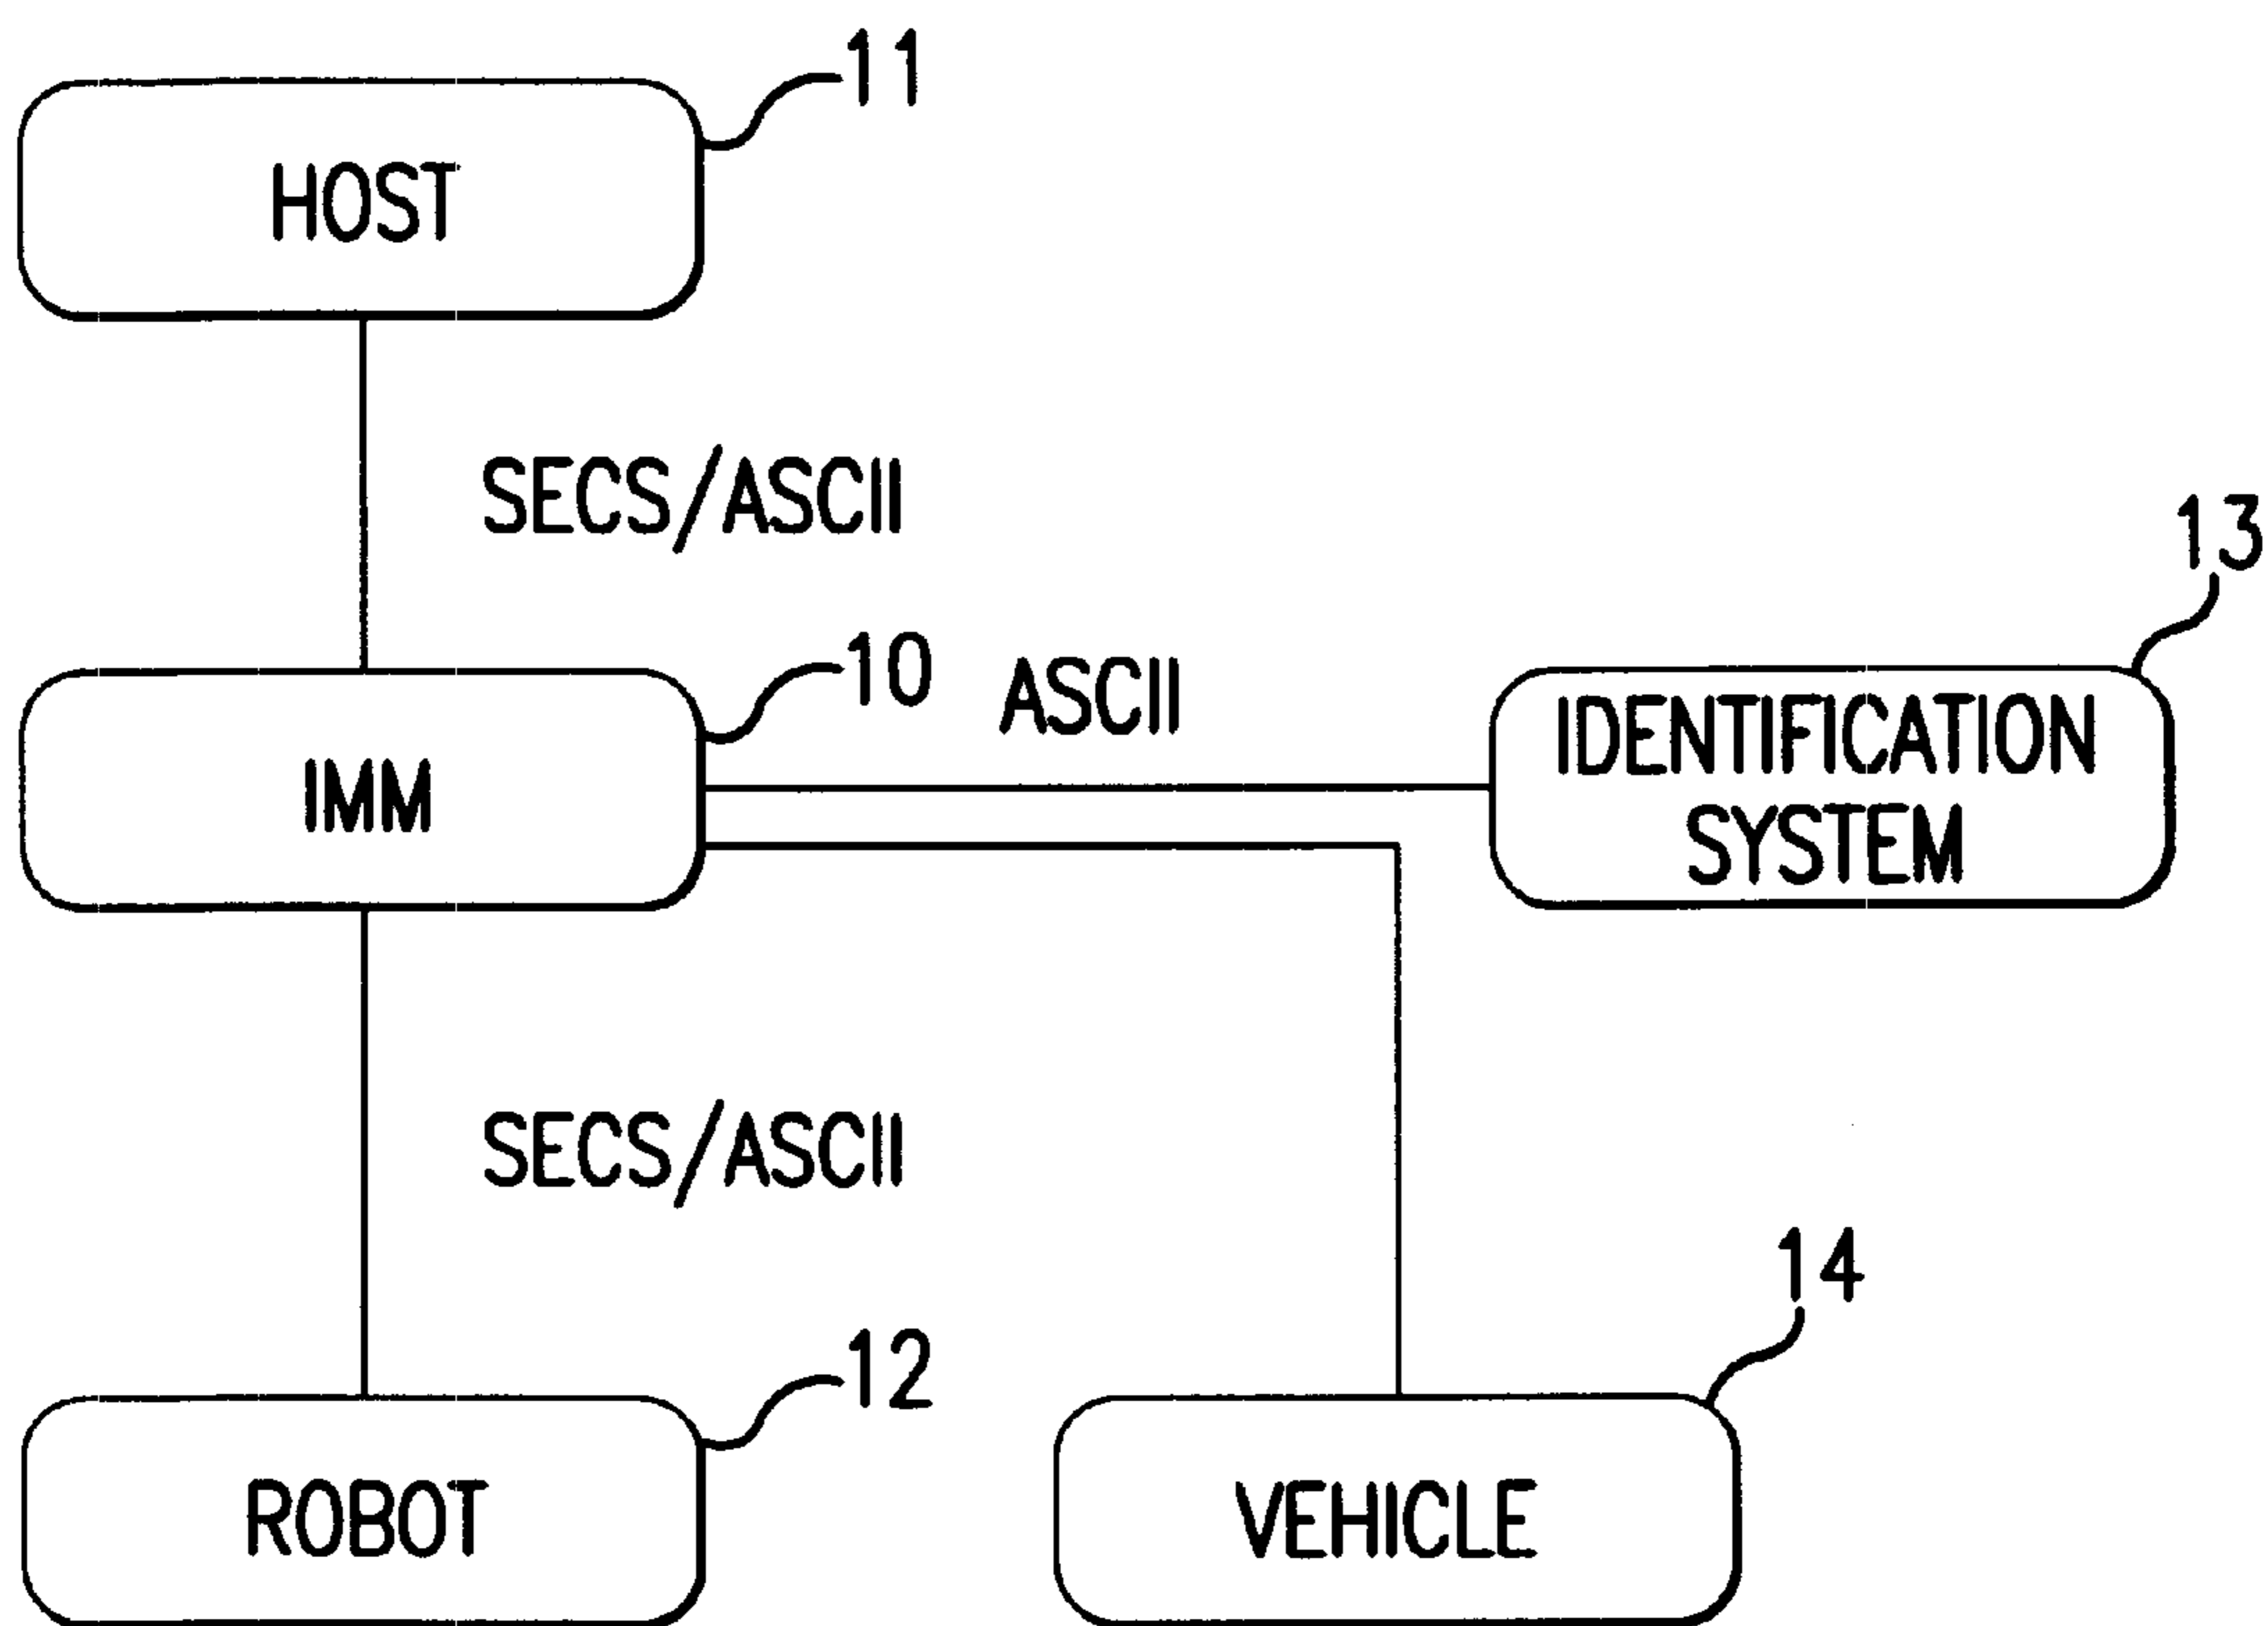 11
HOST
SECS/ASCII
13
10
ASCII
IDENTIFICATION
SYSTEM
IMM
SECS/ASCII
14
12
ROBOT
VEHICLE